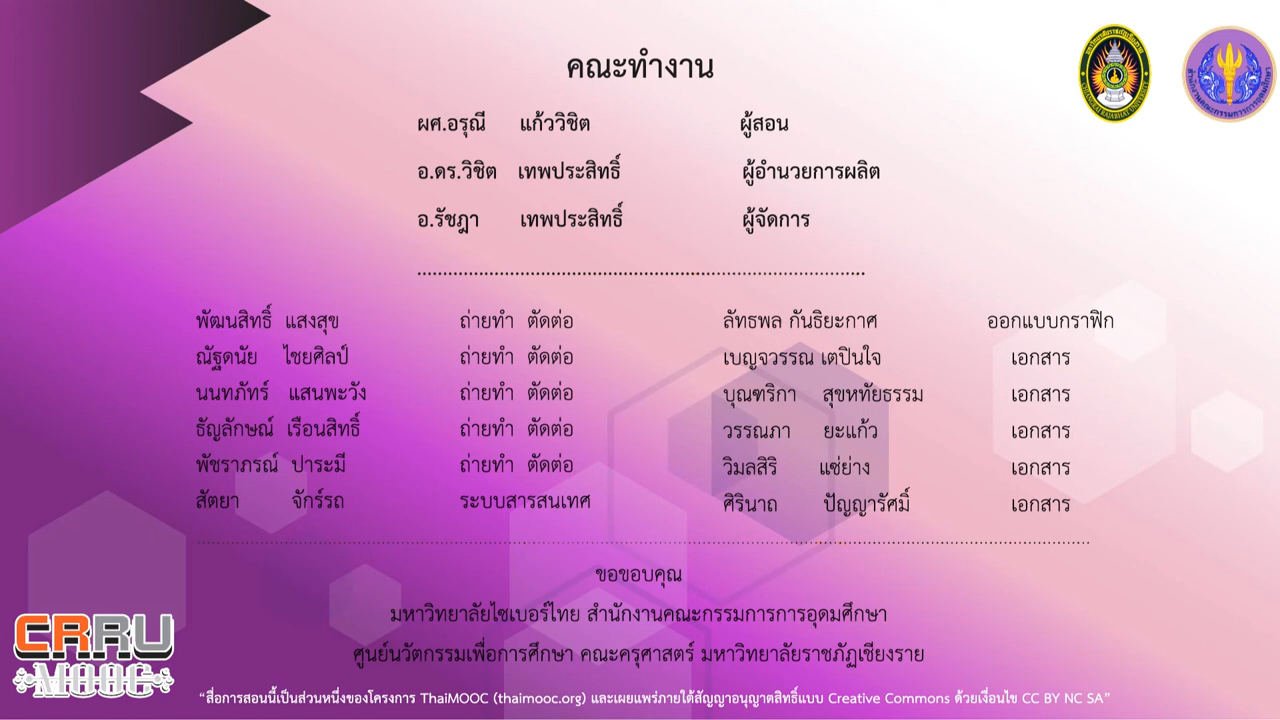 คณะทำงาน
ผศ.อรุณี แก้ววิชิต ผู้สอน
อ.ดร.วิชิต เทพประสิทธิ์ ผู้อำนวยการผลิต
อ.รัชฎา เทพประสิทธิ์ ผู้จัดการ
พัฒนสิทธิ์ แสงสุข ถ่ายทำ ตัดต่อ ลัทธพล กันธิยะกาศ ออกแบบกราฟิก
ณัฐดนัย ไชยศิลป์ ถ่ายทำ ตัดต่อ เบญจวรรณ เตปินใจ เอกสาร
นนทภัทร์ แสนพะวัง ถ่ายทำ ตัดต่อ บุณฑริกา สุขหทัยธรรม เอกสาร
ธัญลักษณ์ เรือนสิทธิ์ ถ่ายทำ ตัดต่อ วรรณภา ยะแก้ว เอกสาร
พัชราภรณ์ ปาระมี ถ่ายทำ ตัดต่อ วิมลสิริ แซ่ย่าง เอกสาร
สัตยา จักร์รถ ระบบสารสนเทศ ศิรินาถ ปัญญารัศมิ์ เอกสาร
ขอขอบคุณ
มหาวิทยาลัยไซเบอร์ไทย สำนักงานคณะกรรมการการอุดมศึกษา
ศูนย์นวัตกรรมเพื่อการศึกษา คณะครุศาสตร์ มหาวิทยาลัยราชภัฏเชียงราย
CRRU
MOOC
“สื่อการสอนนี้เป็นส่วนหนึ่งของโครงการ ThaiMOOC (thaimooc.org) และเผยแพร่ภายใต้สัญญาอนุญาตสิทธิ์แบบ Creative Commons ด้วยเงื่อนไข CC BY NC SA”